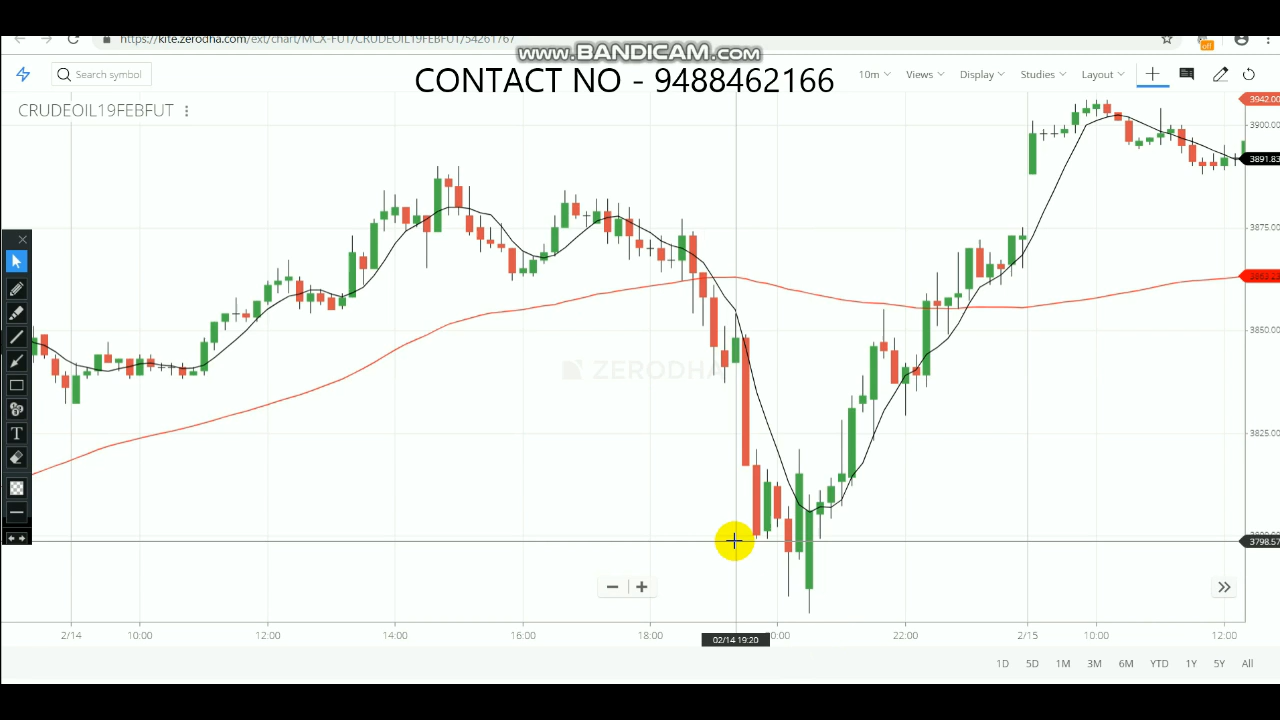 https://kite.zerodha.com/ext/chart/MCX-FUT/CRUDEOIL19FEBFUT/54261767
www.BANDICAM.com
off
Search symbol
CONTACT NO - 9488462166
10m
Views
Display
Studies
Layout
CRUDEOIL19FEBFUT
3942.00
3900.00
3891.83
3875.00
3850.00
ZERODHA
3825.00
3798.57
2/14
10:00
12:00
14:00
16:00
18:00
02/14 19:20
22:00
2/15
10:00
12:00
1D
5D
1M
3M
6M
YTD
1Y
5Y
All